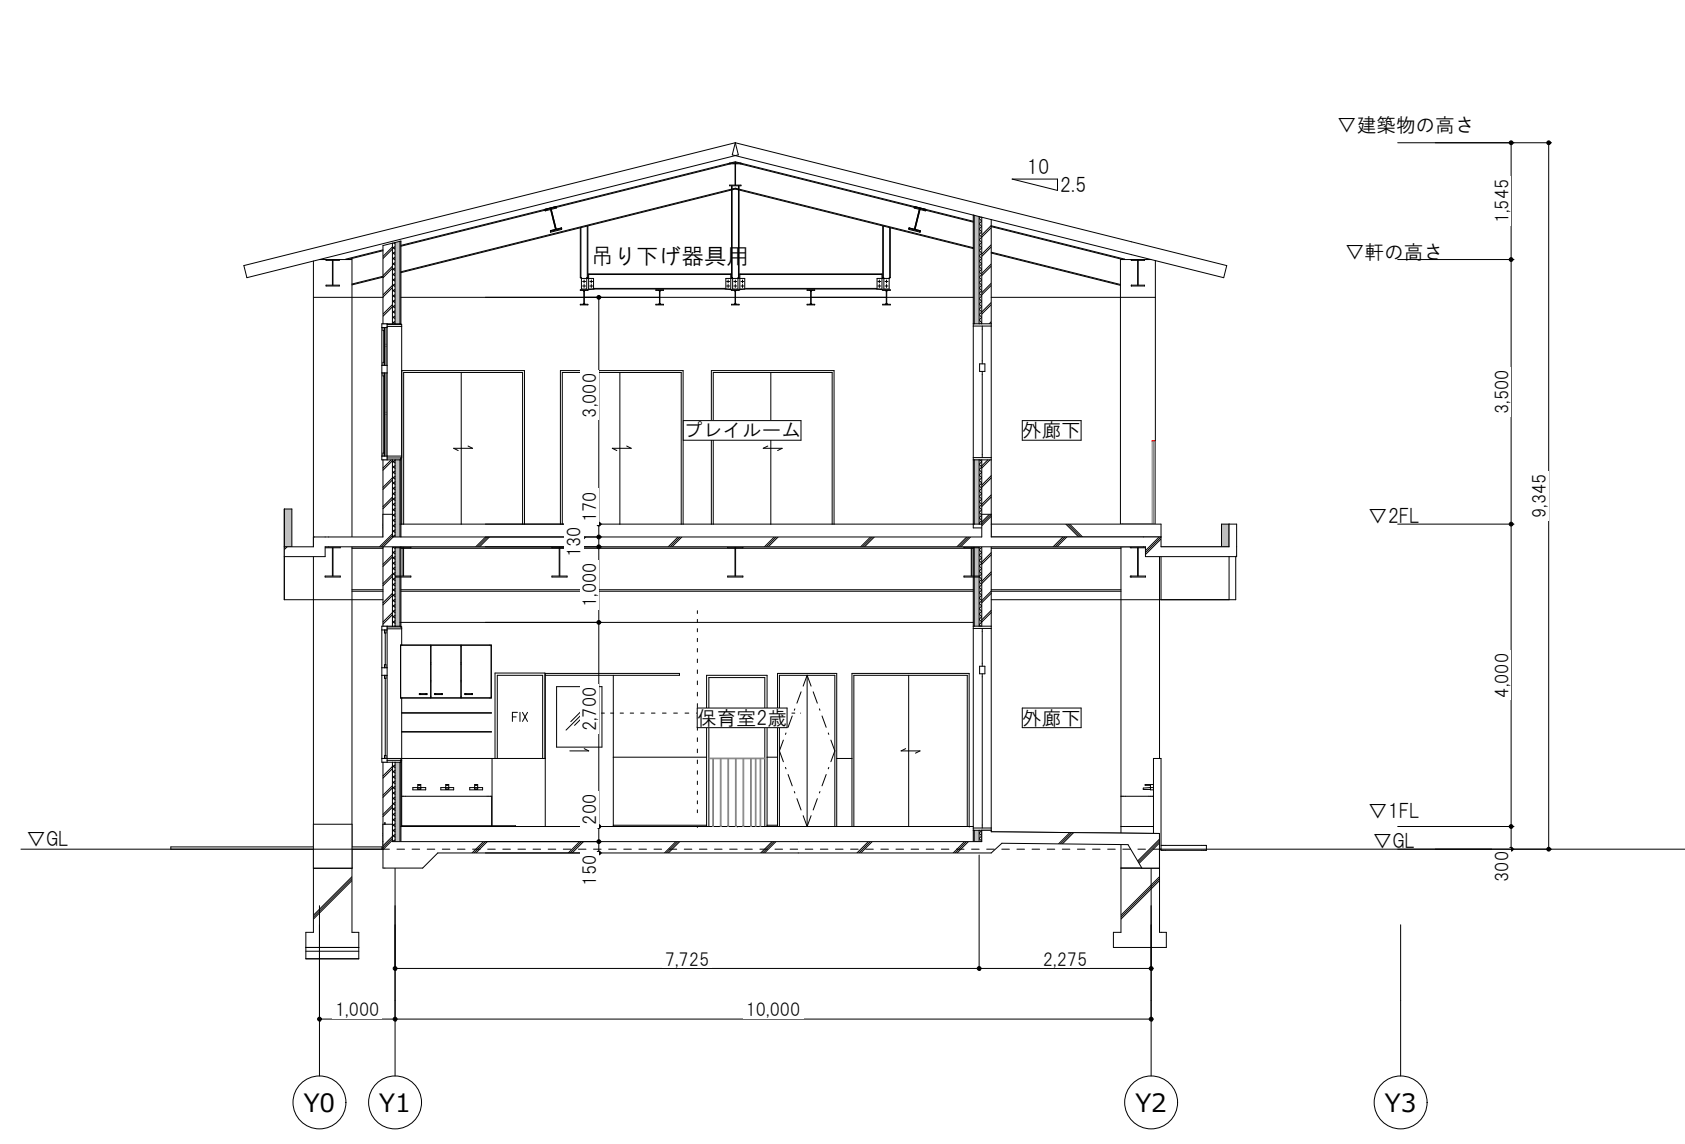 ▽建築物の高さ
10
2.5
1,545
吊り下げ器具用
▽軒の高さ
3,000
3,500
プレイルーム
外廊下
9,345
170
▽2FL
130
1,000
4,000
2,700
FIX
保育室2歳
外廊下
200
▽1FL
▽GL
▽GL
150
300
7,725
2,275
1,000
10,000
Y0
Y1
Y2
Y3